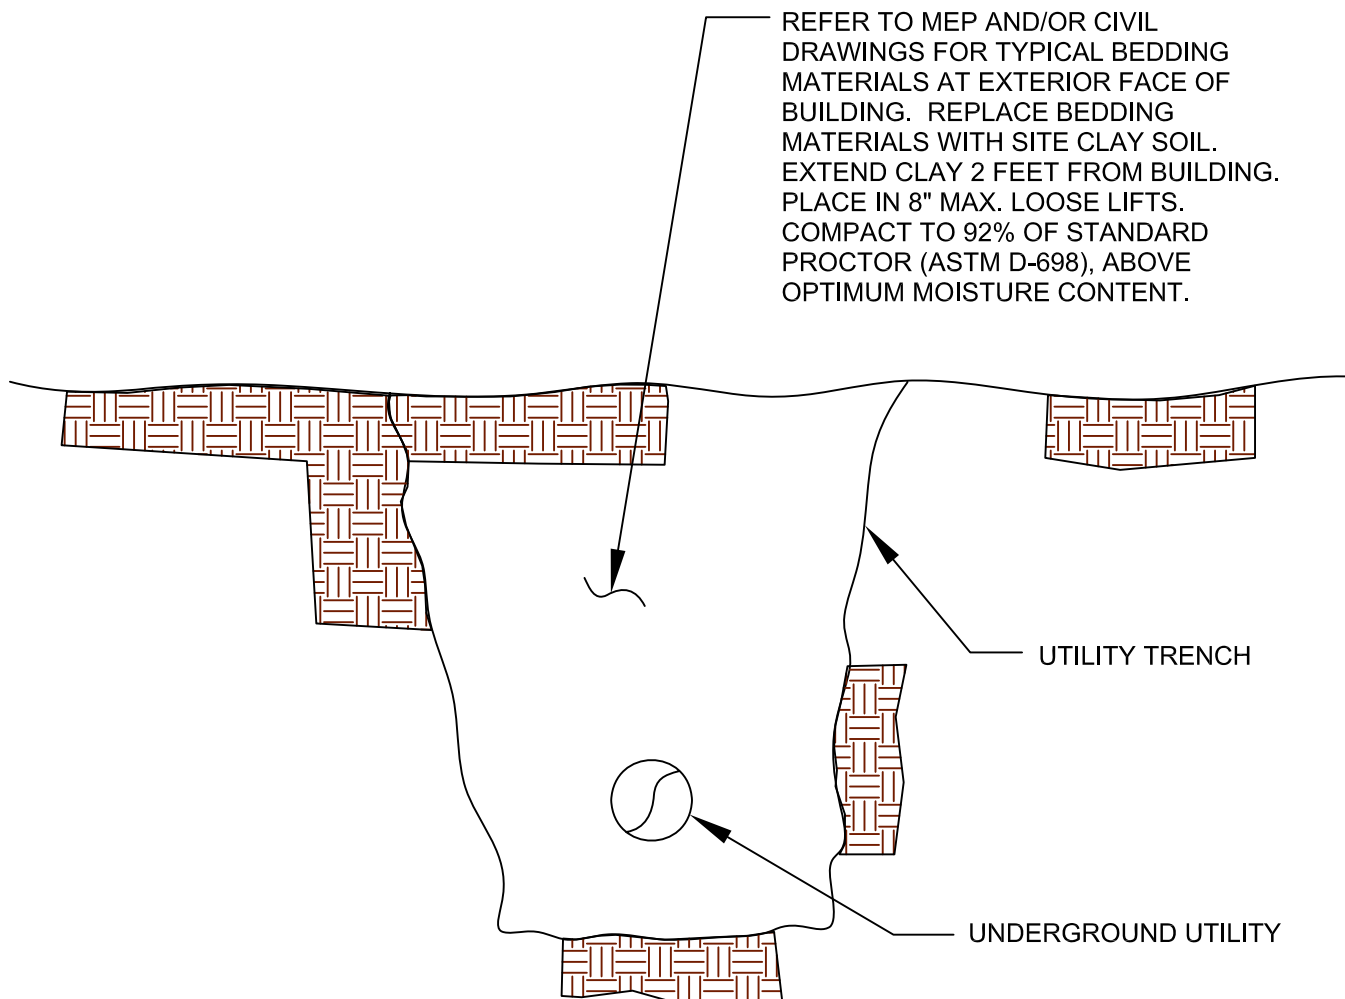 REFER TO MEP AND/OR CIVIL
DRAWINGS FOR TYPICAL BEDDING
MATERIALS AT EXTERIOR FACE OF
BUILDING.  REPLACE BEDDING
MATERIALS WITH SITE CLAY SOIL.
EXTEND CLAY 2 FEET FROM BUILDING.
PLACE IN 8" MAX. LOOSE LIFTS.
COMPACT TO 92% OF STANDARD
PROCTOR (ASTM D-698), ABOVE
OPTIMUM MOISTURE CONTENT.
UTILITY TRENCH
UNDERGROUND UTILITY